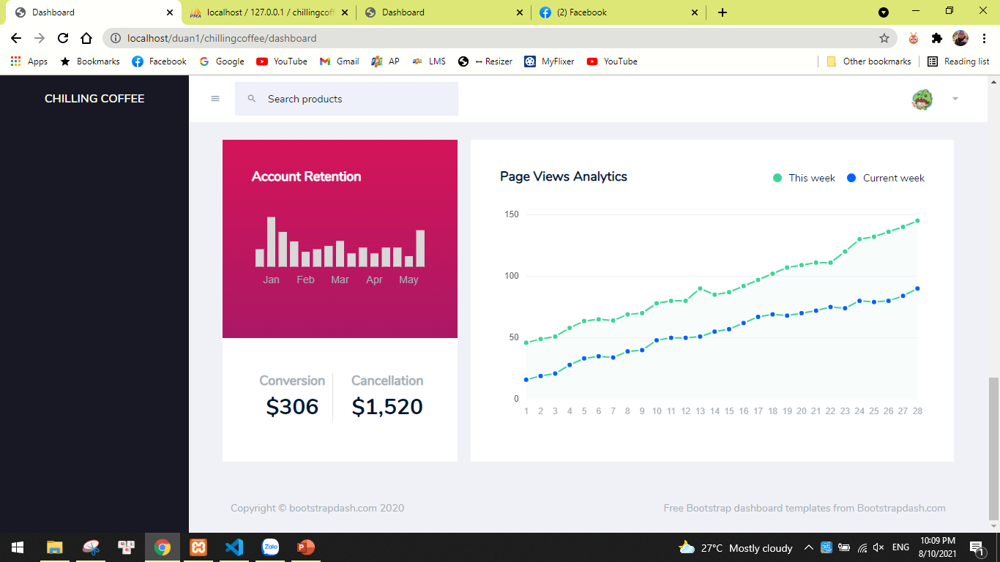 Dashboard
localhost / 127.0.0.1 / chillingcoff
Dashboard
(2) Facebook
localhost/duan1/chillingcoffee/dashboard
Apps
Bookmarks
Facebook
Google
YouTube
Gmail
AP
LMS
↔ Resizer
MyFlixer
YouTube
Other bookmarks
Reading list
CHILLING COFFEE
Search products
Account Retention
Jan Feb Mar Apr May
Conversion
$306
Cancellation
$1,520
Page Views Analytics
This week
Current week
150
100
50
0
1 2 3 4 5 6 7 8 9 10 11 12 13 14 15 16 17 18 19 20 21 22 23 24 25 26 27 28
Copyright © bootstrapdash.com 2020
Free Bootstrap dashboard templates from Bootstrapdash.com
27°C Mostly cloudy
ENG
10:09 PM
8/10/2021
1
Zalo
PMA